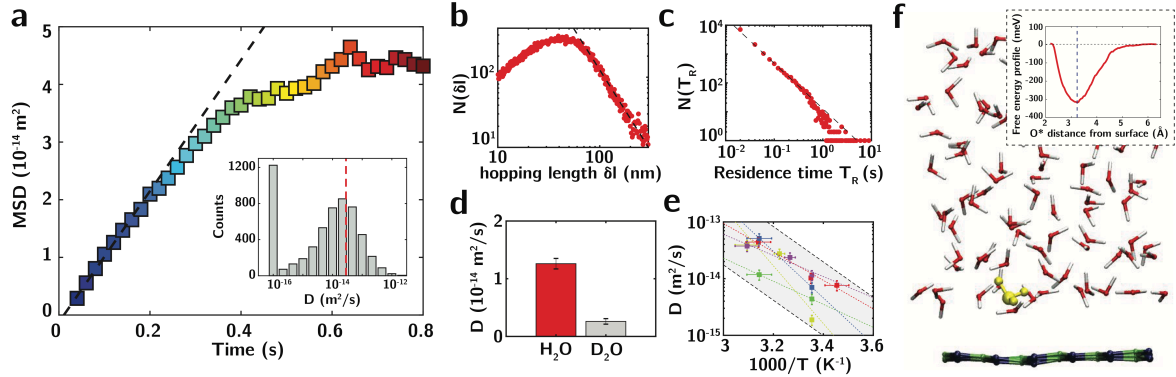 a
MSD (10⁻¹⁴ m²)
5
4
3
2
1
0
0
0.2
0.4
0.6
0.8
Time (s)
Counts
1200
800
400
0
10⁻¹⁶
10⁻¹⁴
10⁻¹²
D (m²/s)
b
N(δl)
10²
10
10
100
hopping length δl (nm)
c
N(T_R)
10⁴
10²
10⁰
10⁻²
10⁻¹
10⁰
10¹
Residence time T_R (s)
d
D (10⁻¹⁴ m²/s)
2
1
0
H₂O
D₂O
e
D (m²/s)
10⁻¹³
10⁻¹⁴
10⁻¹⁵
3
3.2
3.4
3.6
1000/T (K⁻¹)
f
Free energy profile (meV)
0
-100
-200
-300
-400
2
3
4
5
6
O* distance from surface (Å)